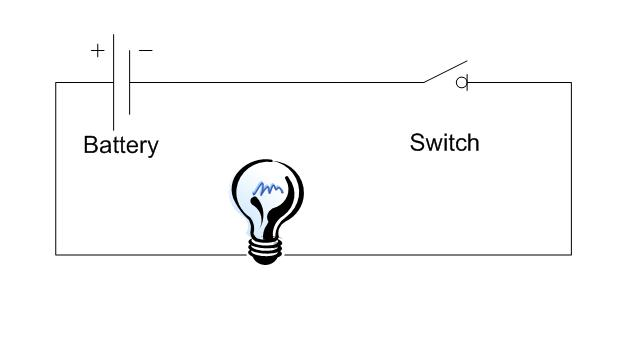 + −
Battery
Switch